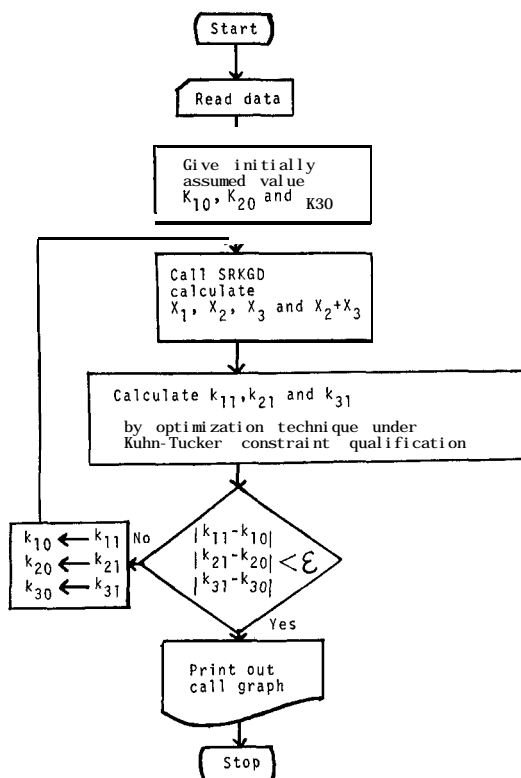 Start
Read data
Give initially
assumed value
K10, K20 and K30
Call SRKGD
calculate
X1, X2, X3 and X2+X3
Calculate k11,k21 and k31
by optimization technique under
Kuhn-Tucker constraint qualification
|k11-k10|
|k21-k20| < ε
|k31-k30|
No
k10 ← k11
k20 ← k21
k30 ← k31
Yes
Print out
call graph
Stop